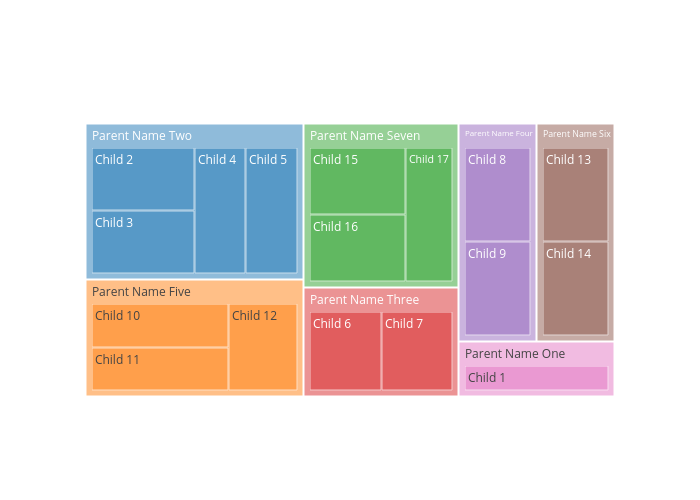 Parent Name Two
Child 2
Child 4
Child 5
Child 3
Parent Name Seven
Child 15
Child 17
Child 16
Parent Name Four
Child 8
Child 9
Parent Name Six
Child 13
Child 14
Parent Name Five
Child 10
Child 12
Child 11
Parent Name Three
Child 6
Child 7
Parent Name One
Child 1